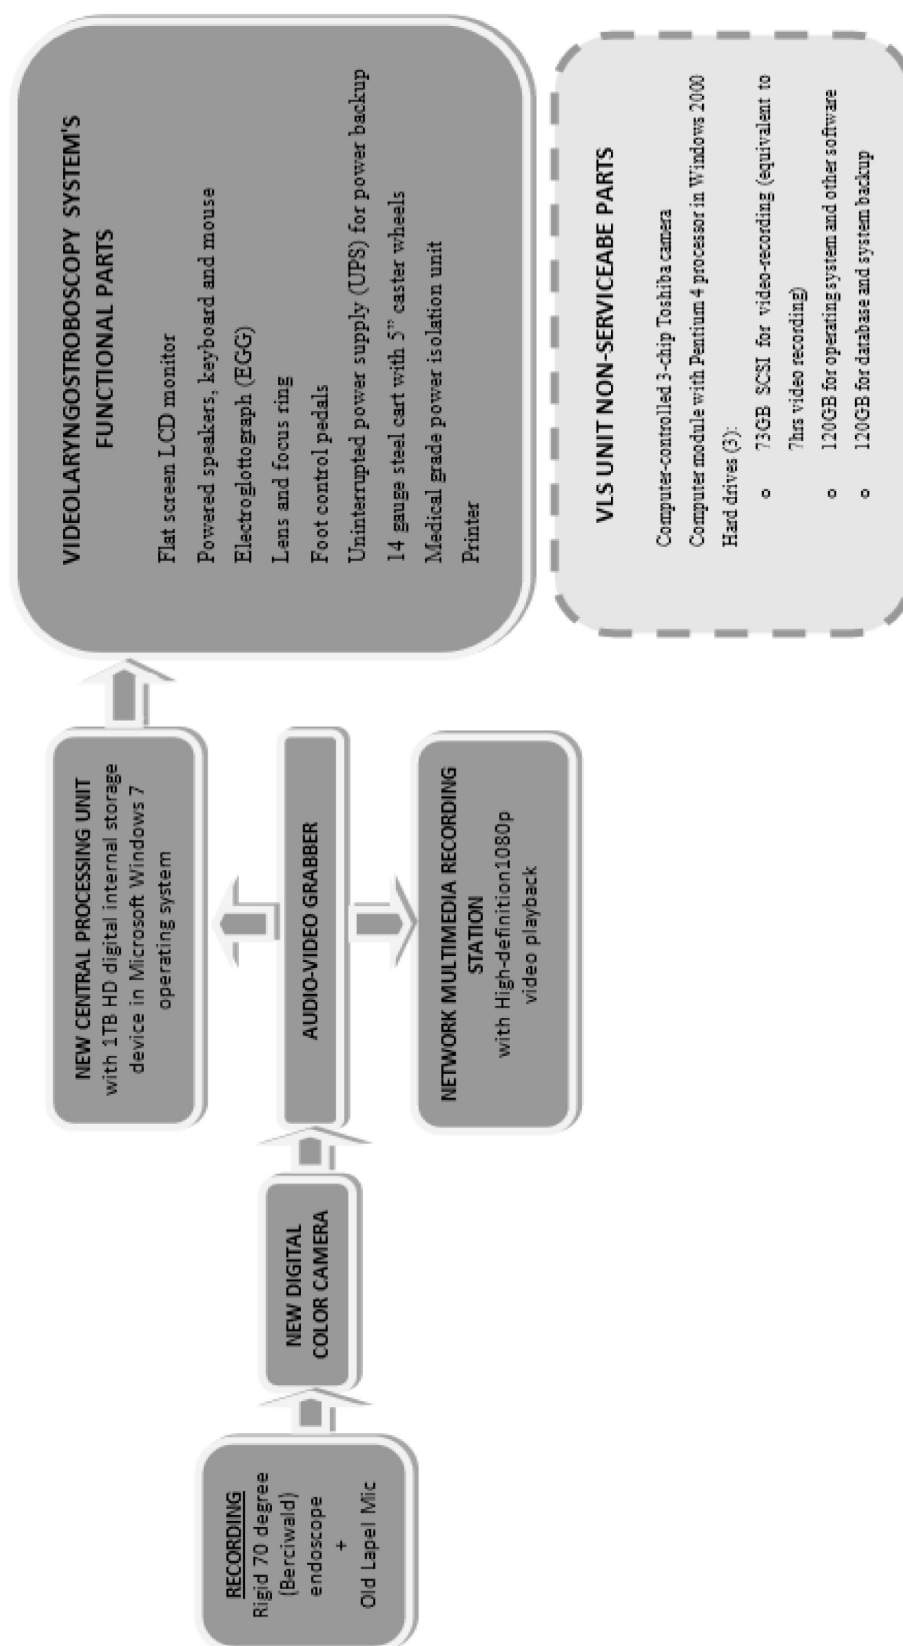 RECORDING
Rigid 70 degree
(Berciwald)
endoscope
+
Old Lapel Mic
NEW DIGITAL
COLOR CAMERA
AUDIO-VIDEO GRABBER
NEW CENTRAL PROCESSING UNIT
with 1TB HD digital internal storage
device in Microsoft Windows 7
operating system
NETWORK MULTIMEDIA RECORDING
STATION
with High-definition1080p
video playback
VIDEOLARYNGOSTROBOSCOPY SYSTEM'S
FUNCTIONAL PARTS
Flat screen LCD monitor
Powered speakers, keyboard and mouse
Electroglottograph (EGG)
Lens and focus ring
Foot control pedals
Uninterrupted power supply (UPS) for power backup
14 gauge steel cart with 5” caster wheels
Medical grade power isolation unit
Printer
VLS UNIT NON-SERVICEABE PARTS
Computer-controlled 3-chip Toshiba camera
Computer module with Pentium 4 processor in Windows 2000
Hard drives (3):
o 73GB SCSI for video-recording (equivalent to
7hrs video recording)
o 120GB for operating system and other software
o 120GB for database and system backup